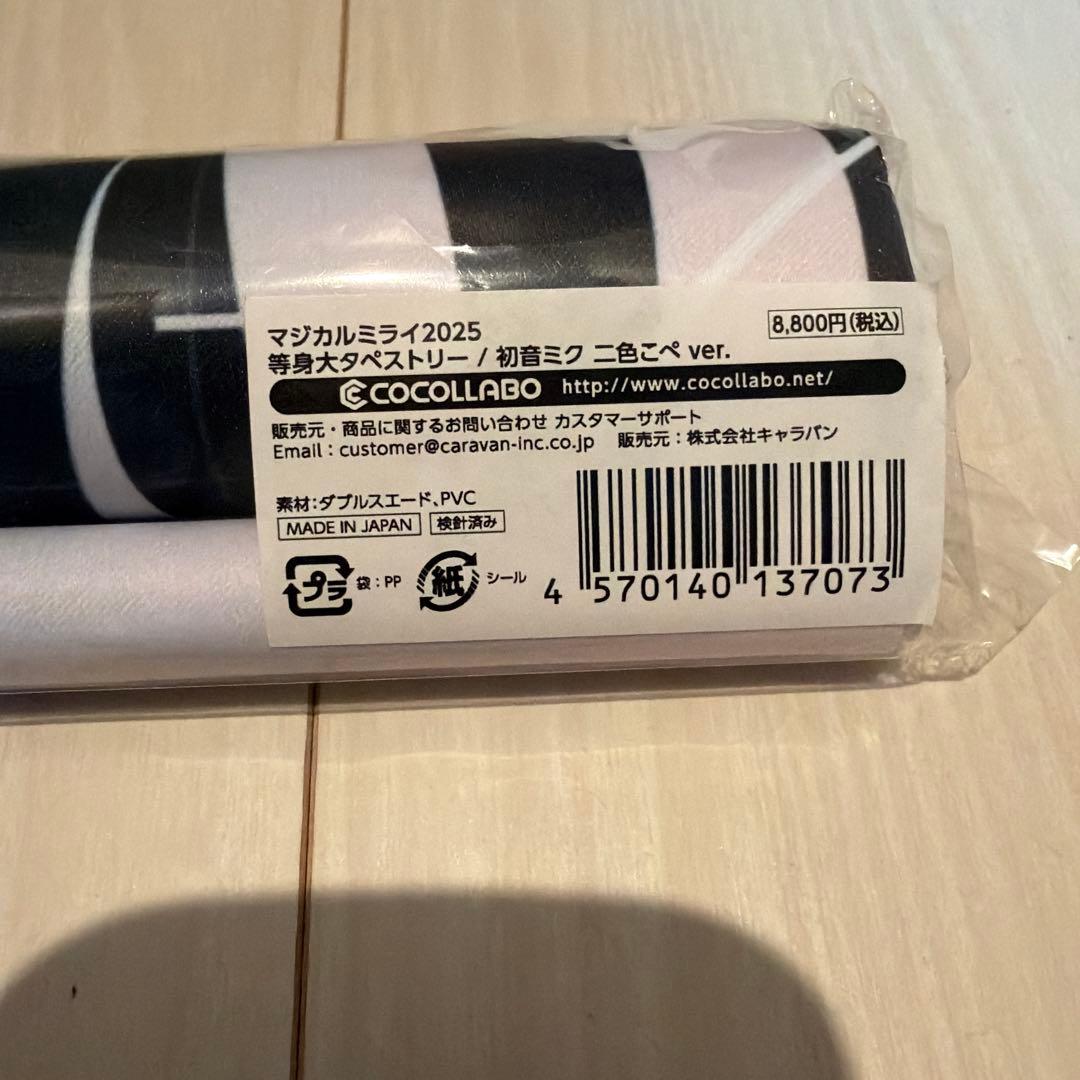 マジカルミライ2025
8,800円(税込)
等身大タペストリー / 初音ミク 二色こぺ ver.
COCOLLABO http://www.cocollabo.net/
販売元・商品に関するお問い合わせ カスタマーサポート
Email : customer@caravan-inc.co.jp 販売元 : 株式会社キャラバン
素材:ダブルスエード、PVC
MADE IN JAPAN 検針済み
プラ 袋 : PP 紙 シール
4 570140 137073